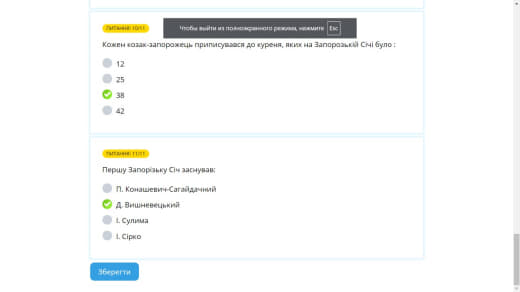 ПИТАННЯ 10/11
Чтобы выйти из полноэкранного режима, нажмите Esc
Кожен козак-запорожець приписувався до куреня, яких на Запорозькій Січі було :
12
25
38
42
ПИТАННЯ 11/11
Першу Запорізьку Січ заснував:
П. Конашевич-Сагайдачний
Д. Вишневецький
І. Сулима
І. Сірко
Зберегти